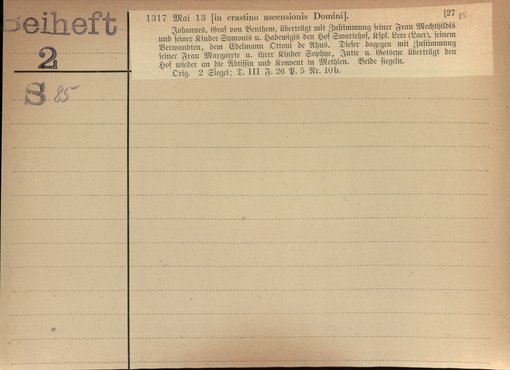 Beiheft
2
S 85
1317 Mai 13 [in crastino ascensionis Domini]. [27
85
Johannes, Graf von Benthem, überträgt mit Zustimmung seiner Frau Mechthildis
und seiner Kinder Symonis u. Hadewigis den Hof Swartehof, Kspl. Lere (Laer), seinem
Verwandten, dem Edelmann Ottoni de Ahus. Dieser dagegen mit Zustimmung
seiner Frau Margarete u. ihrer Kinder Sophye, Jutte u. Gotscye überträgt den
Hof wieder an die Äbtissin und Konvent in Methlen. Beide siegeln.
Orig. 2 Siegel; T. III F. 26 P. 5 Nr. 10b.